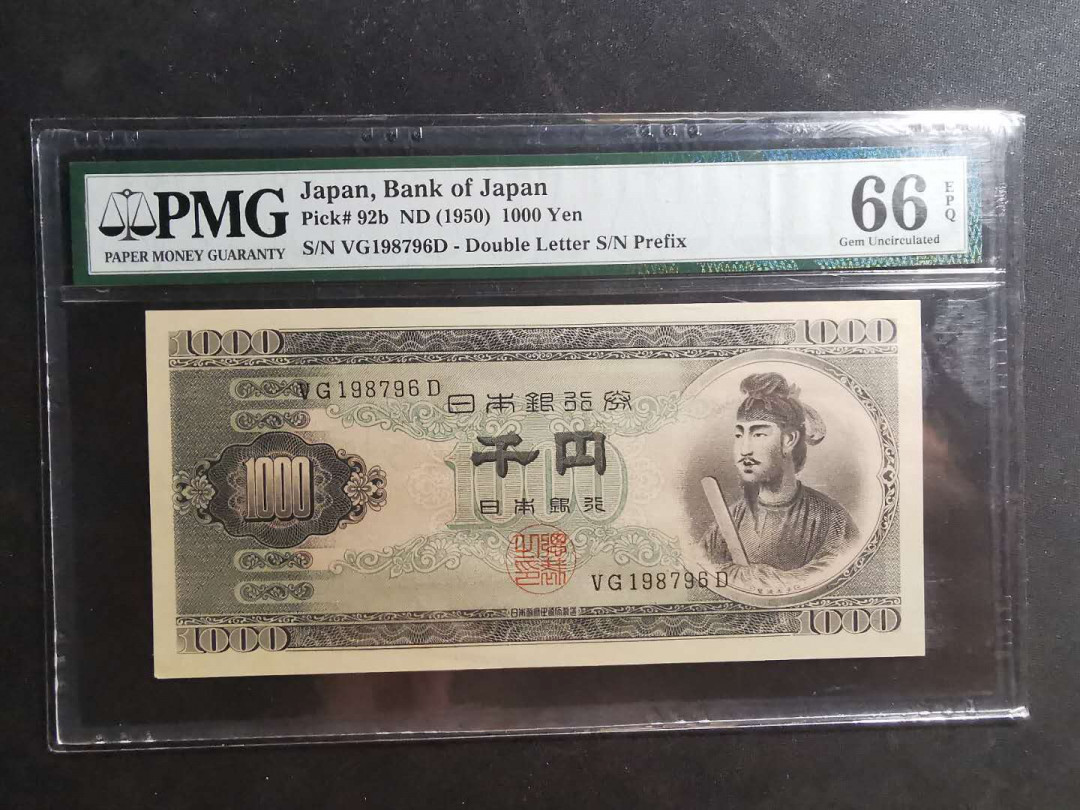 PMG
PAPER MONEY GUARANTY
Japan, Bank of Japan
Pick# 92b ND (1950) 1000 Yen
S/N VG198796D - Double Letter S/N Prefix
66
EPQ
Gem Uncirculated
1000
1000
VG198796D
日本銀行券
千円
1000
1000
日本銀行
VG198796D
1000
1000